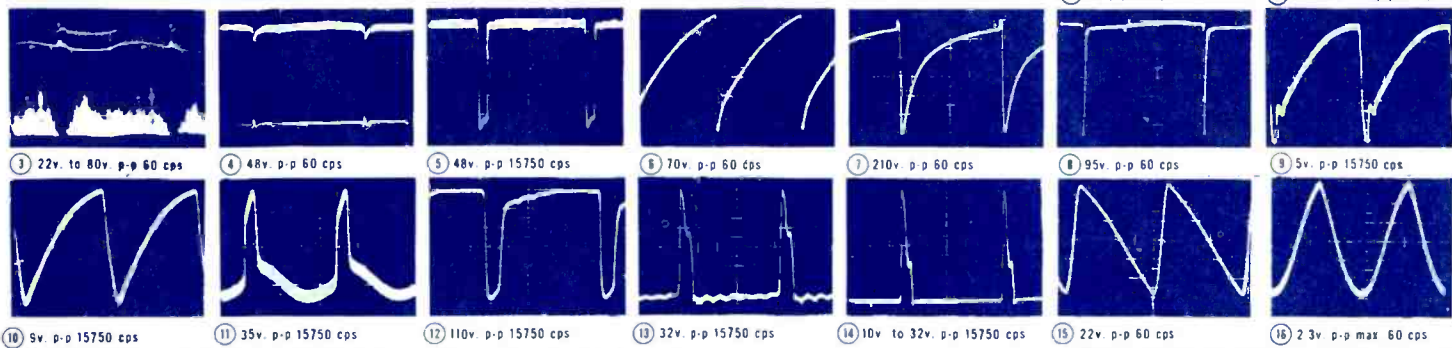 ③ 22v. to 80v. p-p 60 cps
④ 48v. p-p 60 cps
⑤ 48v. p-p 15750 cps
⑥ 70v. p-p 60 cps
⑦ 210v. p-p 60 cps
⑧ 95v. p-p 60 cps
⑨ 5v. p-p 15750 cps
⑩ 9v. p-p 15750 cps
⑪ 35v. p-p 15750 cps
⑫ 110v. p-p 15750 cps
⑬ 32v. p-p 15750 cps
⑭ 10v to 32v. p-p 15750 cps
⑮ 22v. p-p 60 cps
⑯ 2 3v. p-p max 60 cps